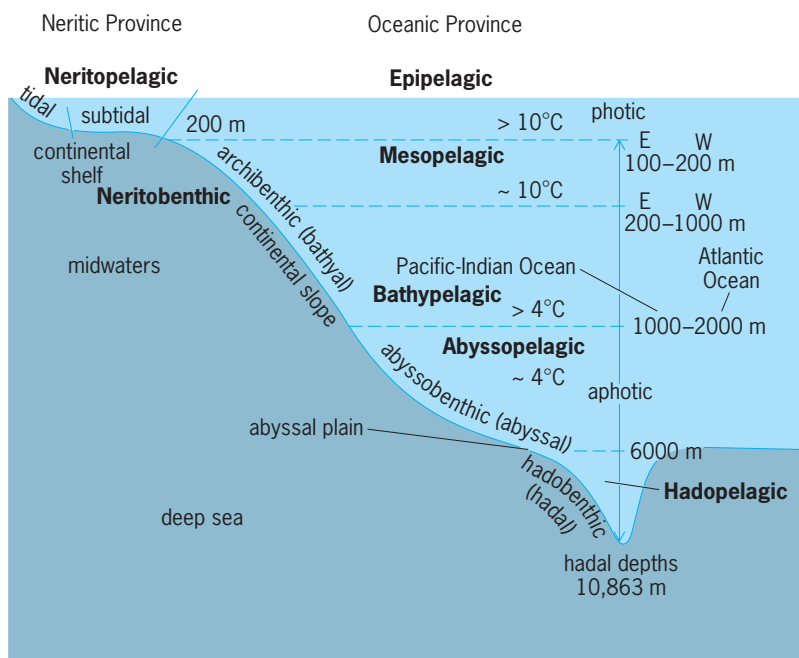 Neritic Province
Oceanic Province
Neritopelagic
Epipelagic
tidal
subtidal
200 m
> 10°C
photic
continental
shelf
Mesopelagic
E W
100–200 m
Neritobenthic
archibenthic (bathyal)
continental slope
~ 10°C
E W
200–1000 m
midwaters
Pacific-Indian Ocean
Atlantic
Ocean
Bathypelagic
> 4°C
1000–2000 m
Abyssopelagic
~ 4°C
aphotic
abyssobenthic (abyssal)
abyssal plain
6000 m
hadobenthic
(hadal)
Hadopelagic
deep sea
hadal depths
10,863 m